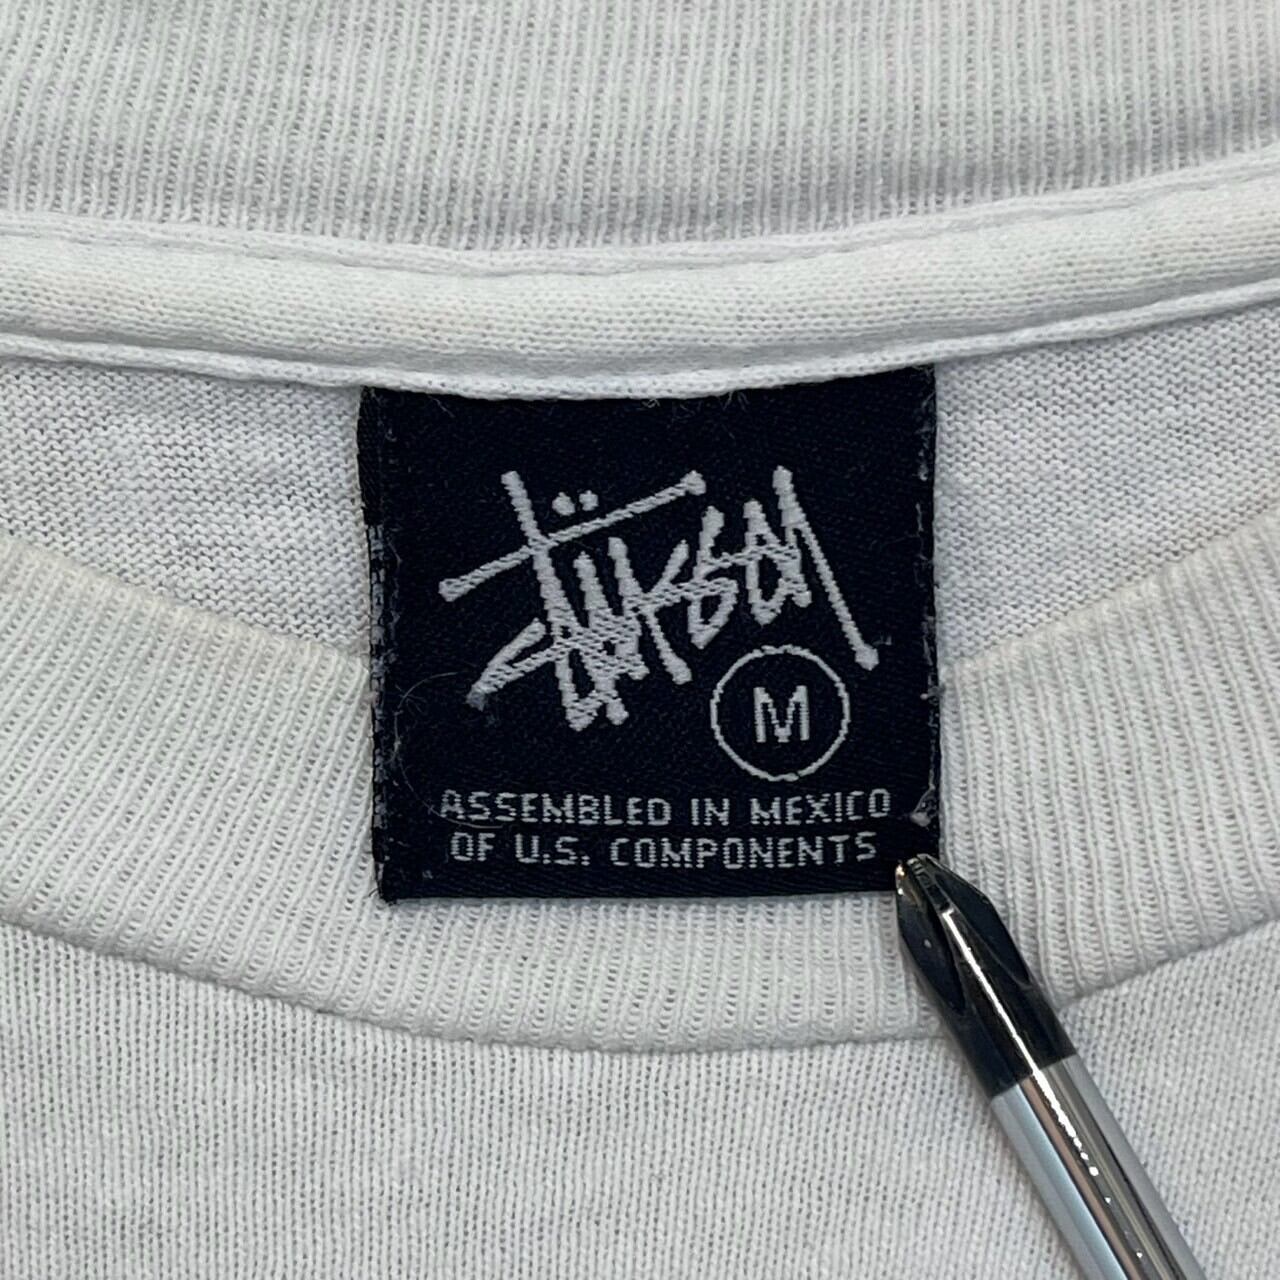 Stüssy
M
ASSEMBLED IN MEXICO
OF U.S. COMPONENTS